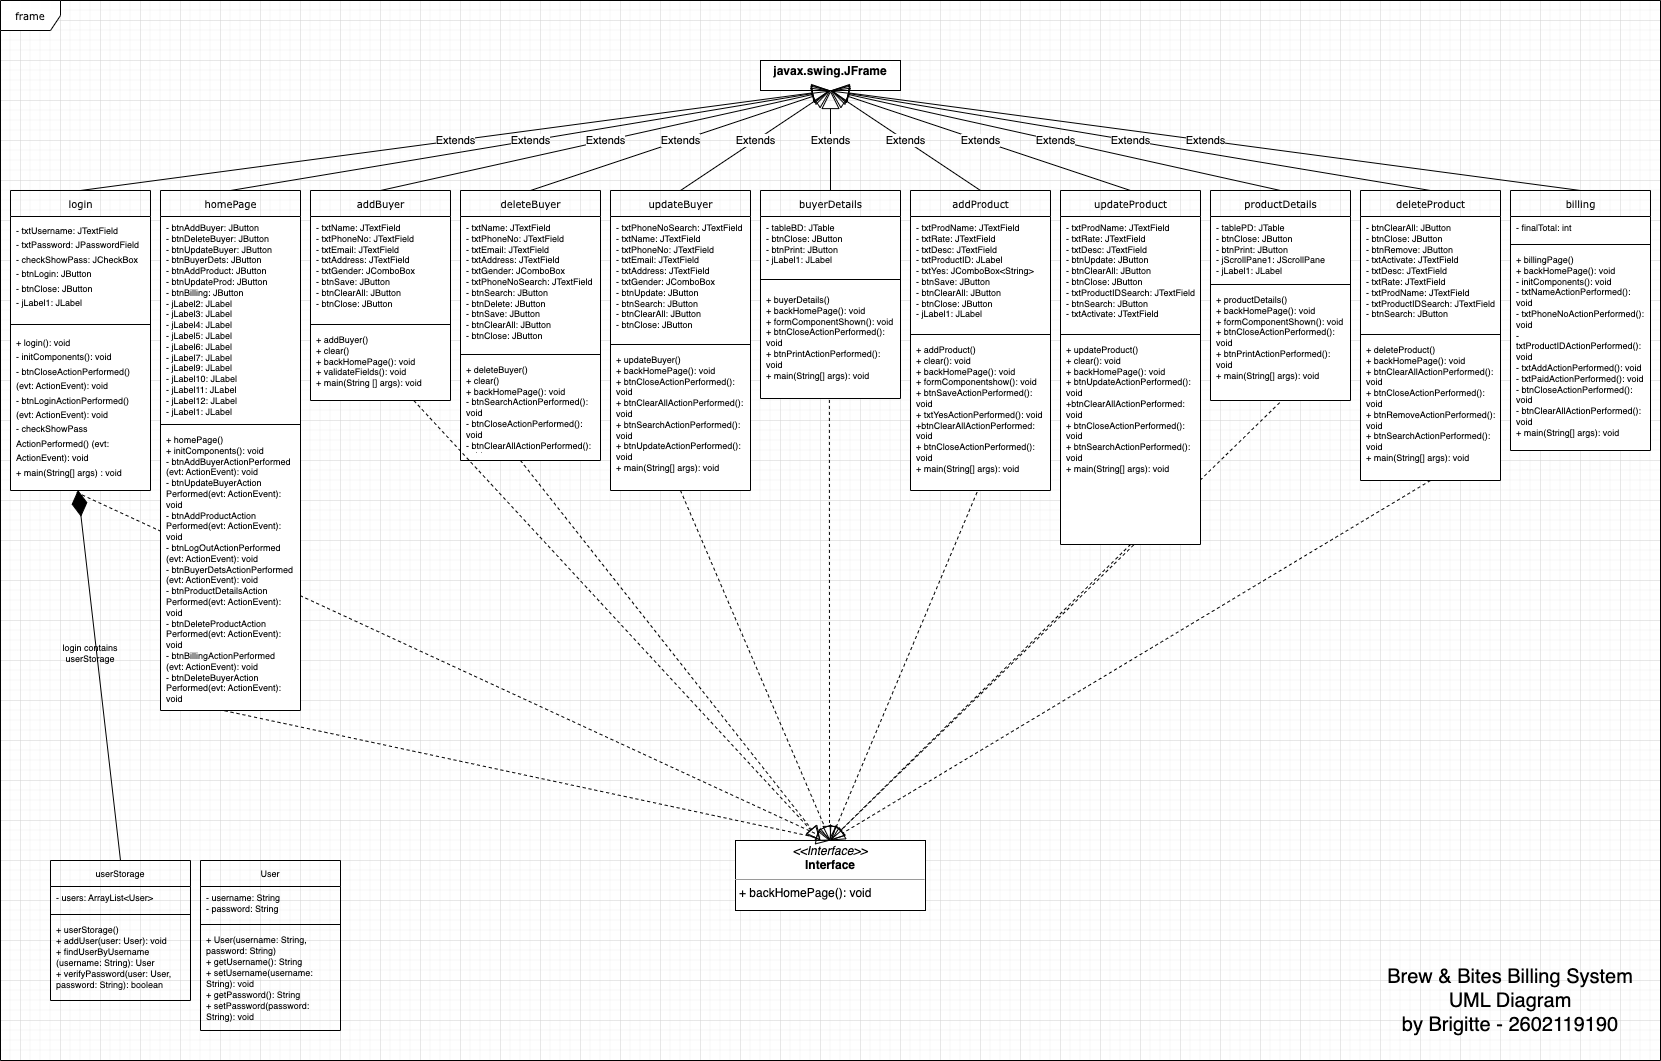 frame
javax.swing.JFrame
Extends
Extends
Extends
Extends
Extends
Extends
Extends
Extends
Extends
Extends
Extends
login
- txtUsername: JTextField
- txtPassword: JPasswordField
- checkShowPass: JCheckBox
- btnLogin: JButton
- btnClose: JButton
- jLabel1: JLabel
+ login(): void
- initComponents(): void
- btnCloseActionPerformed()
(evt: ActionEvent): void
- btnLoginActionPerformed()
(evt: ActionEvent): void
- checkShowPass
ActionPerformed() (evt:
ActionEvent): void
+ main(String[] args) : void
homePage
- btnAddBuyer: JButton
- btnDeleteBuyer: JButton
- btnUpdateBuyer: JButton
- btnBuyerDets: JButton
- btnAddProduct: JButton
- btnUpdateProd: JButton
- btnBilling: JButton
- jLabel2: JLabel
- jLabel3: JLabel
- jLabel4: JLabel
- jLabel5: JLabel
- jLabel6: JLabel
- jLabel7: JLabel
- jLabel9: JLabel
- jLabel10: JLabel
- jLabel11: JLabel
- jLabel12: JLabel
- jLabel1: JLabel
+ homePage()
+ initComponents(): void
- btnAddBuyerActionPerformed
(evt: ActionEvent): void
- btnUpdateBuyerAction
Performed(evt: ActionEvent):
void
- btnAddProductAction
Performed(evt: ActionEvent):
void
- btnLogOutActionPerformed
(evt: ActionEvent): void
- btnBuyerDetsActionPerformed
(evt: ActionEvent): void
- btnProductDetailsAction
Performed(evt: ActionEvent):
void
- btnDeleteProductAction
Performed(evt: ActionEvent):
void
- btnBillingActionPerformed
(evt: ActionEvent): void
- btnDeleteBuyerAction
Performed(evt: ActionEvent):
void
addBuyer
- txtName: JTextField
- txtPhoneNo: JTextField
- txtEmail: JTextField
- txtAddress: JTextField
- txtGender: JComboBox
- btnSave: JButton
- btnClearAll: JButton
- btnClose: JButton
+ addBuyer()
+ clear()
+ backHomePage(): void
+ validateFields(): void
+ main(String [] args): void
deleteBuyer
- txtName: JTextField
- txtPhoneNo: JTextField
- txtEmail: JTextField
- txtAddress: JTextField
- txtGender: JComboBox
- txtPhoneNoSearch: JTextField
- btnSearch: JButton
- btnDelete: JButton
- btnSave: JButton
- btnClearAll: JButton
- btnClose: JButton
+ deleteBuyer()
+ clear()
+ backHomePage(): void
- btnSearchActionPerformed():
void
- btnCloseActionPerformed():
void
- btnClearAllActionPerformed():
updateBuyer
- txtPhoneNoSearch: JTextField
- txtName: JTextField
- txtPhoneNo: JTextField
- txtEmail: JTextField
- txtAddress: JTextField
- txtGender: JComboBox
- btnUpdate: JButton
- btnSearch: JButton
- btnClearAll: JButton
- btnClose: JButton
+ updateBuyer()
+ backHomePage(): void
+ btnCloseActionPerformed():
void
+ btnClearAllActionPerformed():
void
+ btnSearchActionPerformed():
void
+ btnUpdateActionPerformed():
void
+ main(String[] args): void
buyerDetails
- tableBD: JTable
- btnClose: JButton
- btnPrint: JField
- jLabel1: JLabel
+ buyerDetails()
+ backHomePage(): void
+ formComponentShown(): void
+ btnCloseActionPerformed():
void
+ btnPrintActionPerformed():
void
+ main(String[] args): void
addProduct
- txtProdName: JTextField
- txtRate: JTextField
- txtDesc: JTextField
- txtProductID: JLabel
- txtYes: JComboBox<String>
- btnSave: JButton
- btnClearAll: JButton
- btnClose: JButton
- jLabel1: JLabel
+ addProduct()
+ clear(): void
+ backHomePage(): void
+ formComponentshow(): void
+ btnSaveActionPerformed():
void
+ txtYesActionPerformed(): void
+btnClearAllActionPerformed:
void
+ btnCloseActionPerformed():
void
+ main(String[] args): void
updateProduct
- txtProdName: JTextField
- txtRate: JTextField
- txtDesc: JTextField
- btnUpdate: JButton
- btnClearAll: JButton
- btnClose: JButton
- txtProductIDSearch: JTextField
- btnSearch: JButton
- txtActivate: JTextField
+ updateProduct()
+ clear(): void
+ backHomePage(): void
+ btnUpdateActionPerformed():
void
+btnClearAllActionPerformed:
void
+ btnCloseActionPerformed():
void
+ btnSearchActionPerformed():
void
+ main(String[] args): void
productDetails
- tablePD: JTable
- btnClose: JButton
- btnPrint: JButton
- jScrollPane1: JScrollPane
- jLabel1: JLabel
+ productDetails()
+ backHomePage(): void
+ formComponentShown(): void
+ btnCloseActionPerformed():
void
+ btnPrintActionPerformed():
void
+ main(String[] args): void
deleteProduct
- btnClearAll: JButton
- btnClose: JButton
- btnRemove: JButton
- txtActivate: JTextField
- txtDesc: JTextField
- txtRate: JTextField
- txtProdName: JTextField
- txtProductIDSearch: JTextField
- btnSearch: JButton
+ deleteProduct()
+ backHomePage(): void
+ btnClearAllActionPerformed():
void
+ btnCloseActionPerformed():
void
+ btnRemoveActionPerformed():
void
+ btnSearchActionPerformed():
void
+ main(String[] args): void
billing
- finalTotal: int
+ billingPage()
+ backHomePage(): void
- initComponents(): void
- txtNameActionPerformed():
void
- txtPhoneNoActionPerformed():
void
-
txtProductIDActionPerformed():
void
- txtAddActionPerformed(): void
- txtPaidActionPerformed(): void
- btnCloseActionPerformed():
void
- btnClearAllActionPerformed():
void
+ main(String[] args): void
login contains
userStorage
userStorage
- users: ArrayList<User>
+ userStorage()
+ addUser(user: User): void
+ findUserByUsername
(username: String): User
+ verifyPassword(user: User,
password: String): boolean
User
- username: String
- password: String
+ User(username: String,
password: String)
+ getUsername(): String
+ setUsername(username:
String): void
+ getPassword(): String
+ setPassword(password:
String): void
<<Interface>>
Interface
+ backHomePage(): void
Brew & Bites Billing System
UML Diagram
by Brigitte - 2602119190